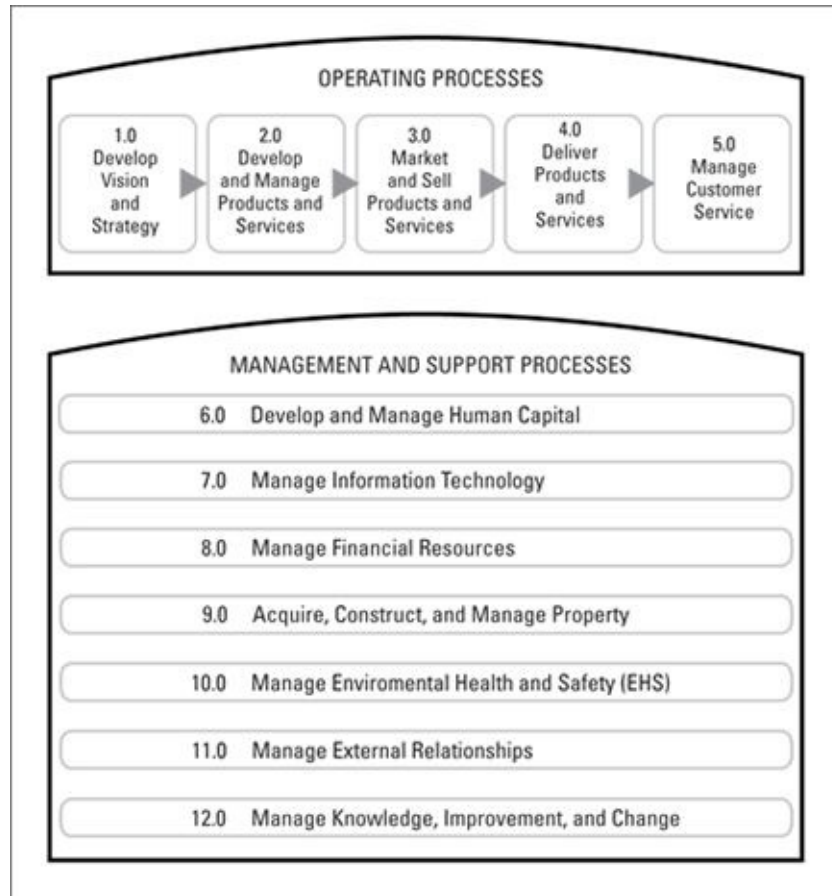 OPERATING PROCESSES
1.0
Develop
Vision
and
Strategy
2.0
Develop
and Manage
Products and
Services
3.0
Market
and Sell
Products and
Services
4.0
Deliver
Products
and
Services
5.0
Manage
Customer
Service
MANAGEMENT AND SUPPORT PROCESSES
6.0 Develop and Manage Human Capital
7.0 Manage Information Technology
8.0 Manage Financial Resources
9.0 Acquire, Construct, and Manage Property
10.0 Manage Enviromental Health and Safety (EHS)
11.0 Manage External Relationships
12.0 Manage Knowledge, Improvement, and Change